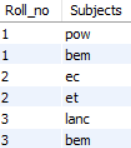 Roll_no Subjects
1 pow
1 bem
2 ec
2 et
3 lanc
3 bem